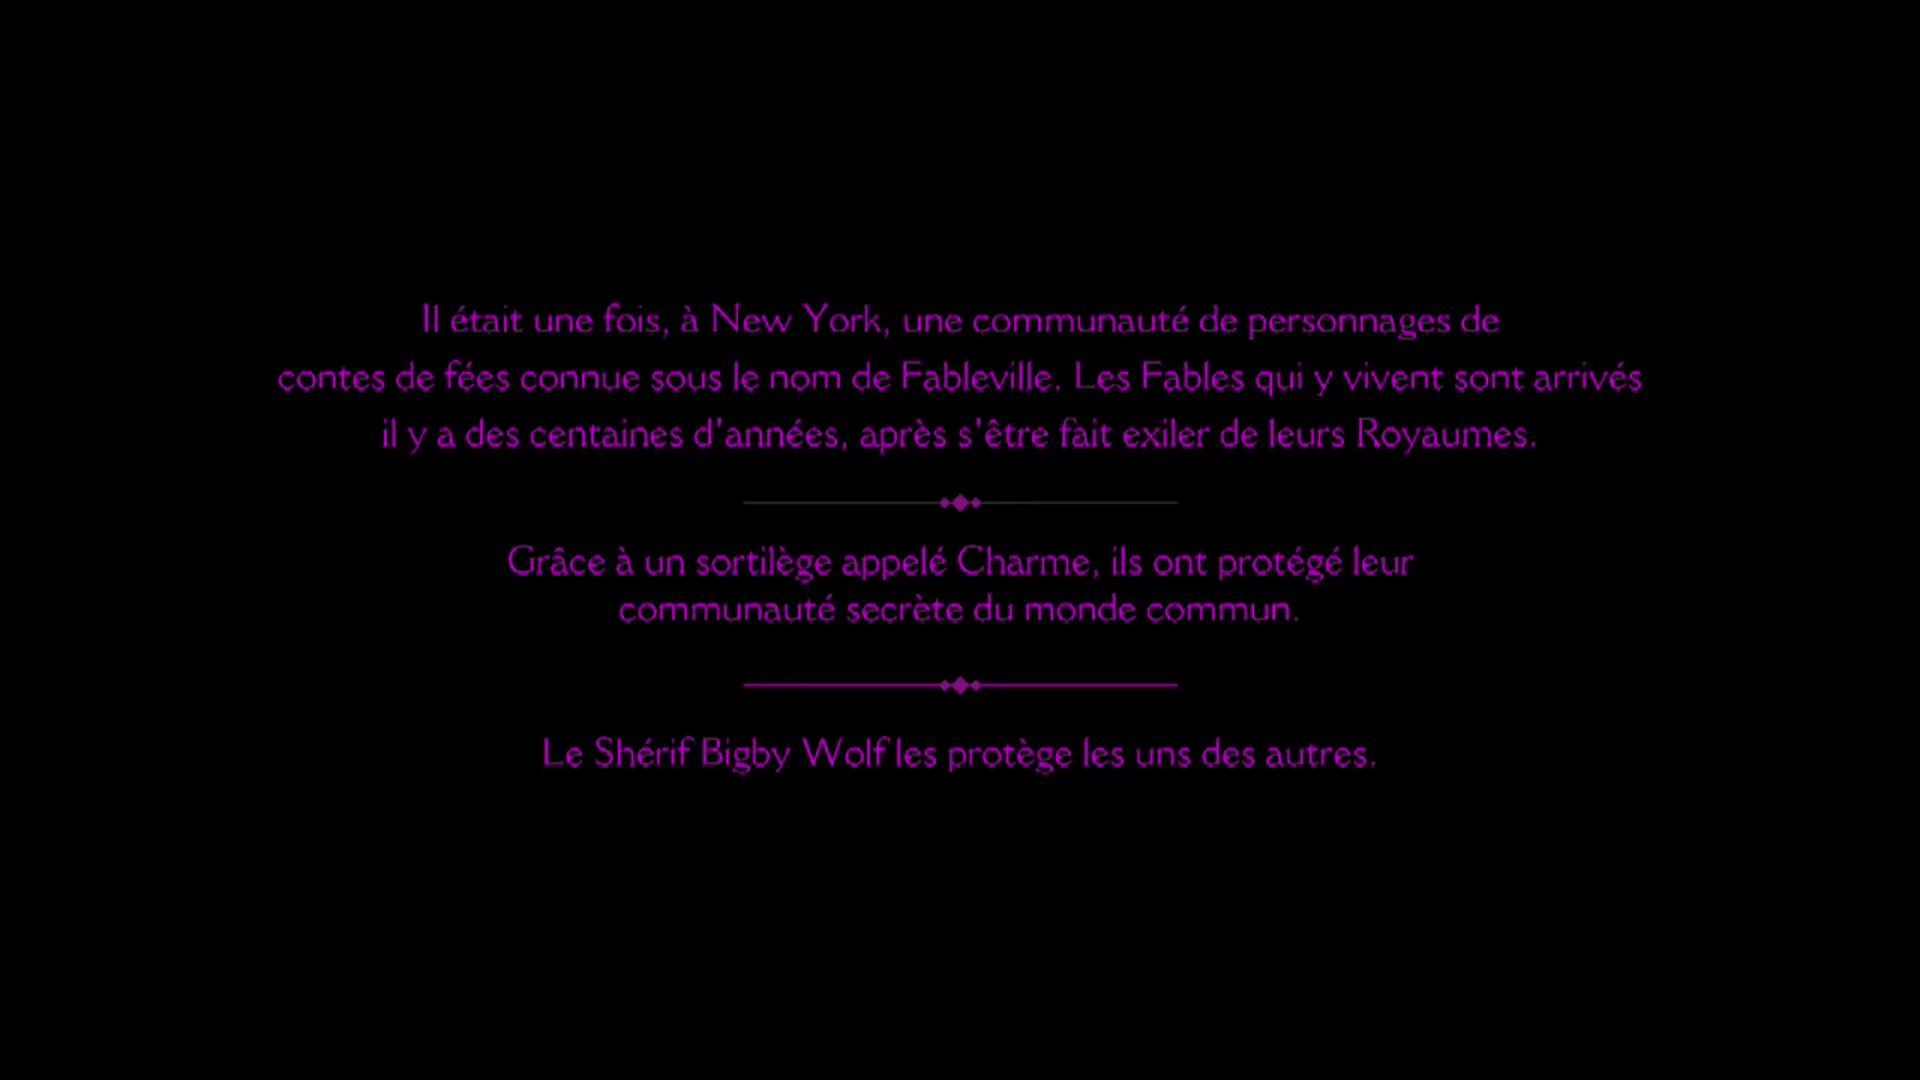 Il était une fois, à New York, une communauté de personnages de
contes de fées connue sous le nom de Fableville. Les Fables qui y vivent sont arrivés
il y a des centaines d'années, après s'être fait exiler de leurs Royaumes.
Grâce à un sortilège appelé Charme, ils ont protégé leur
communauté secrète du monde commun.
Le Shérif Bigby Wolf les protège les uns des autres.